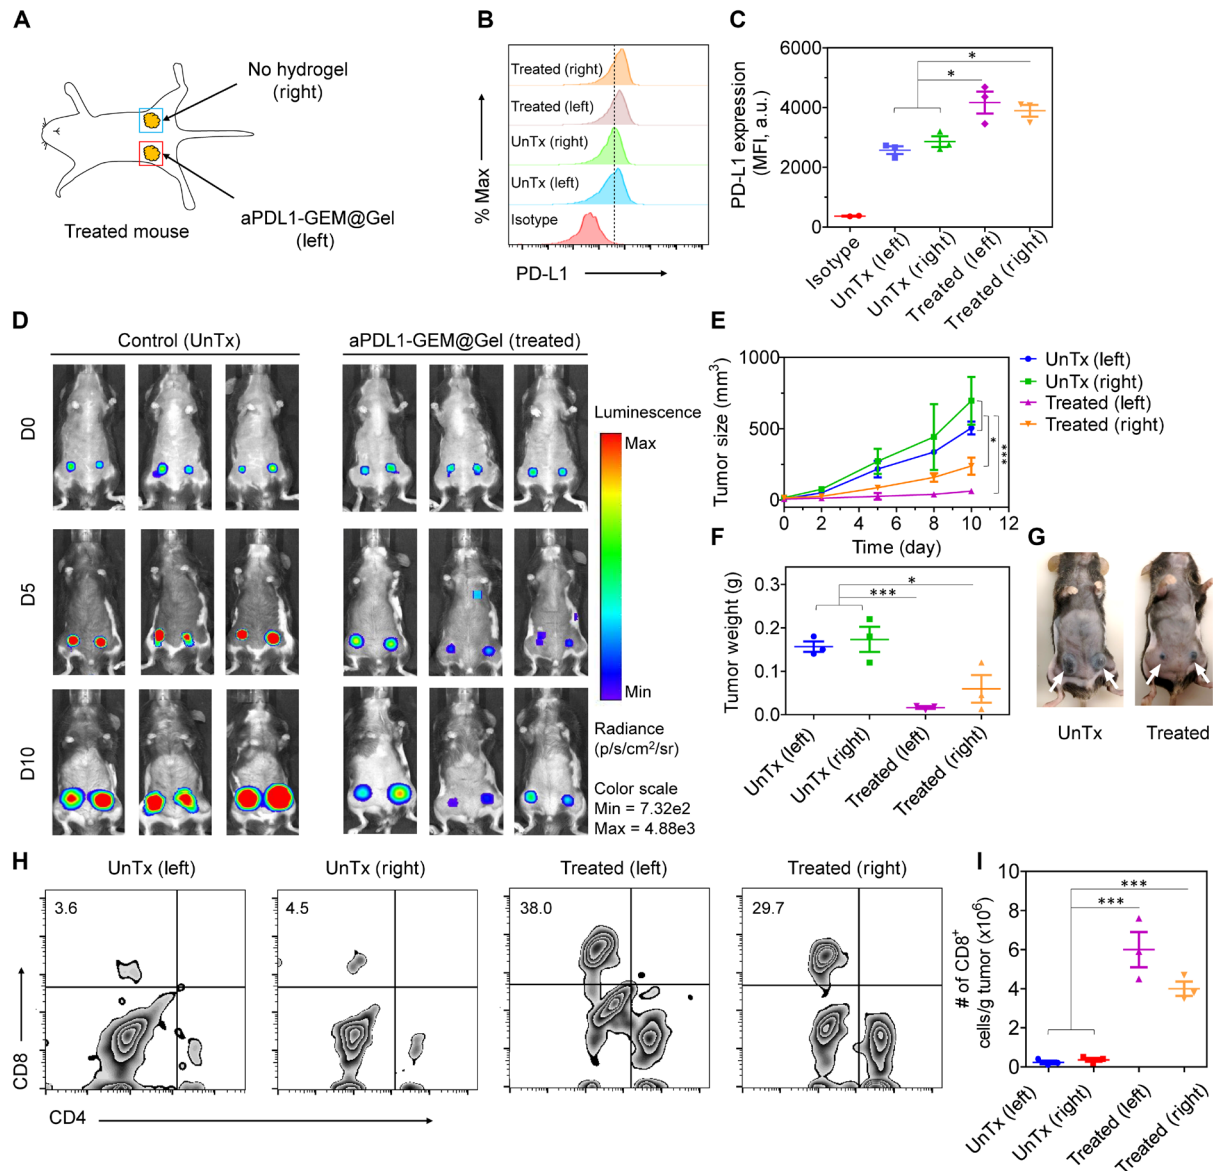 A
No hydrogel
(right)
aPDL1-GEM@Gel
(left)
Treated mouse
B
Treated (right)
Treated (left)
UnTx (right)
UnTx (left)
Isotype
% Max
PD-L1
C
PD-L1 expression
(MFI, a.u.)
6000
4000
2000
0
*
*
Isotype
UnTx (left)
UnTx (right)
Treated (left)
Treated (right)
D
Control (UnTx)
aPDL1-GEM@Gel (treated)
D0
D5
D10
Luminescence
Max
Min
Radiance
(p/s/cm²/sr)
Color scale
Min = 7.32e2
Max = 4.88e3
E
Tumor size (mm³)
1000
500
0
0 2 4 6 8 10 12
Time (day)
UnTx (left)
UnTx (right)
Treated (left)
Treated (right)
*
***
F
Tumor weight (g)
0.3
0.2
0.1
0.0
*
***
UnTx (left)
UnTx (right)
Treated (left)
Treated (right)
G
UnTx
Treated
H
UnTx (left)
UnTx (right)
Treated (left)
Treated (right)
3.6
4.5
38.0
29.7
CD8
CD4
I
# of CD8⁺
cells/g tumor (x10⁶)
10
8
6
4
2
0
***
***
UnTx (left)
UnTx (right)
Treated (left)
Treated (right)